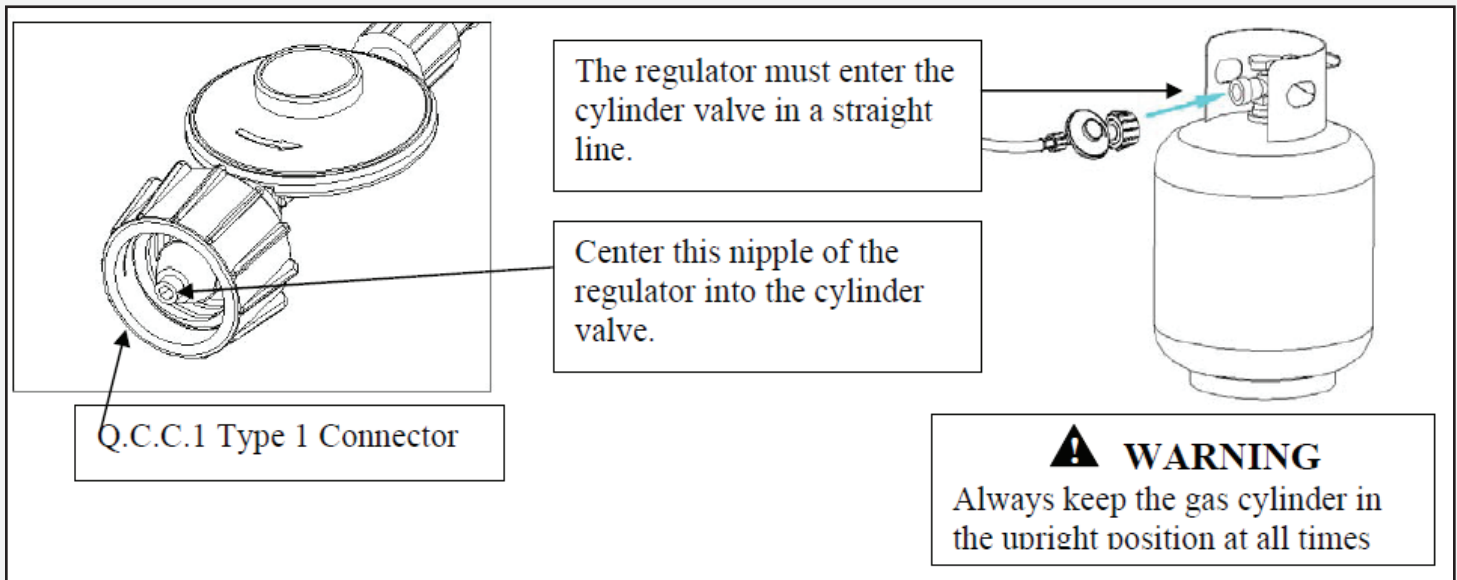 The regulator must enter the
cylinder valve in a straight
line.
Center this nipple of the
regulator into the cylinder
valve.
Q.C.C.1 Type 1 Connector
WARNING
Always keep the gas cylinder in
the upright position at all times